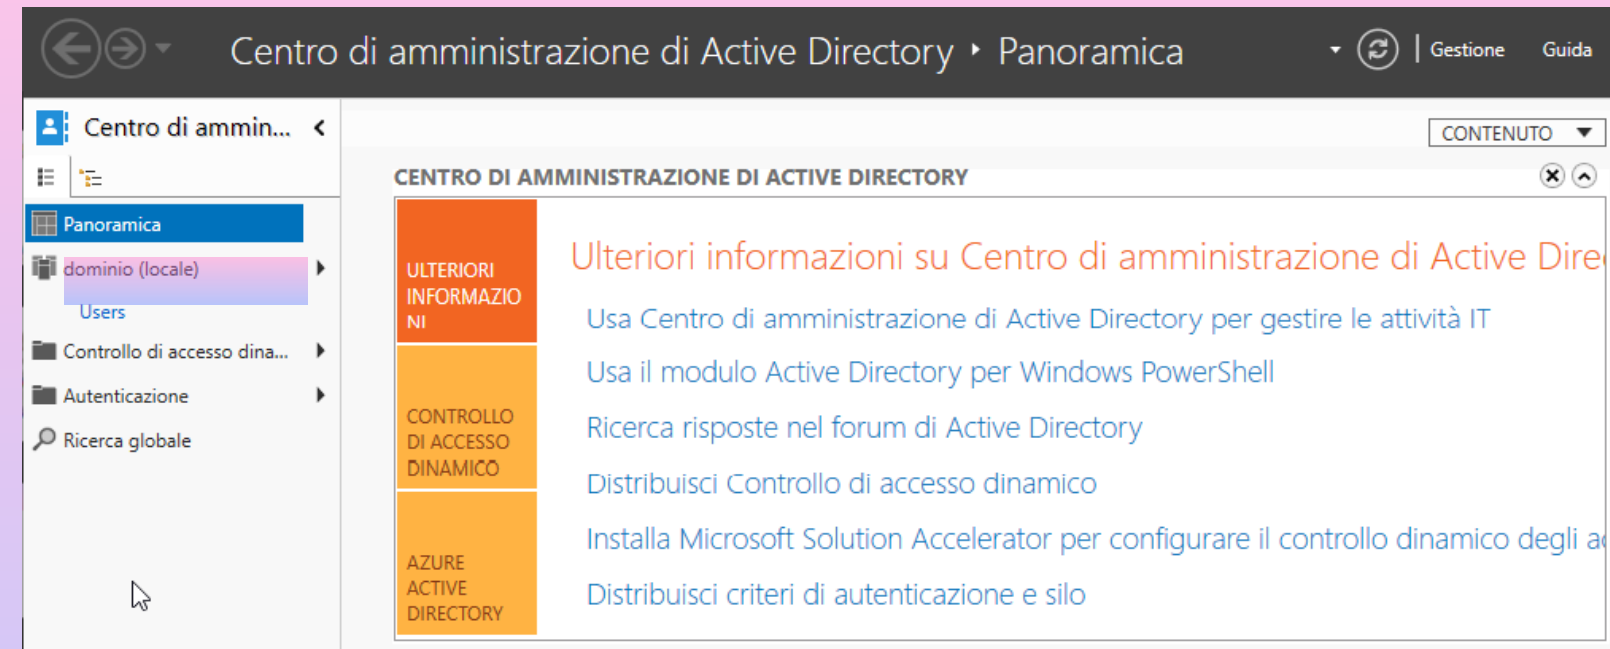 Centro di amministrazione di Active Directory ‣ Panoramica
Gestione
Guida
Centro di ammin...
CONTENUTO
Panoramica
dominio (locale)
Users
Controllo di accesso dina...
Autenticazione
Ricerca globale
CENTRO DI AMMINISTRAZIONE DI ACTIVE DIRECTORY
ULTERIORI
INFORMAZIO
NI
CONTROLLO
DI ACCESSO
DINAMICO
AZURE
ACTIVE
DIRECTORY
Ulteriori informazioni su Centro di amministrazione di Active Dire
Usa Centro di amministrazione di Active Directory per gestire le attività IT
Usa il modulo Active Directory per Windows PowerShell
Ricerca risposte nel forum di Active Directory
Distribuisci Controllo di accesso dinamico
Installa Microsoft Solution Accelerator per configurare il controllo dinamico degli a
Distribuisci criteri di autenticazione e silo